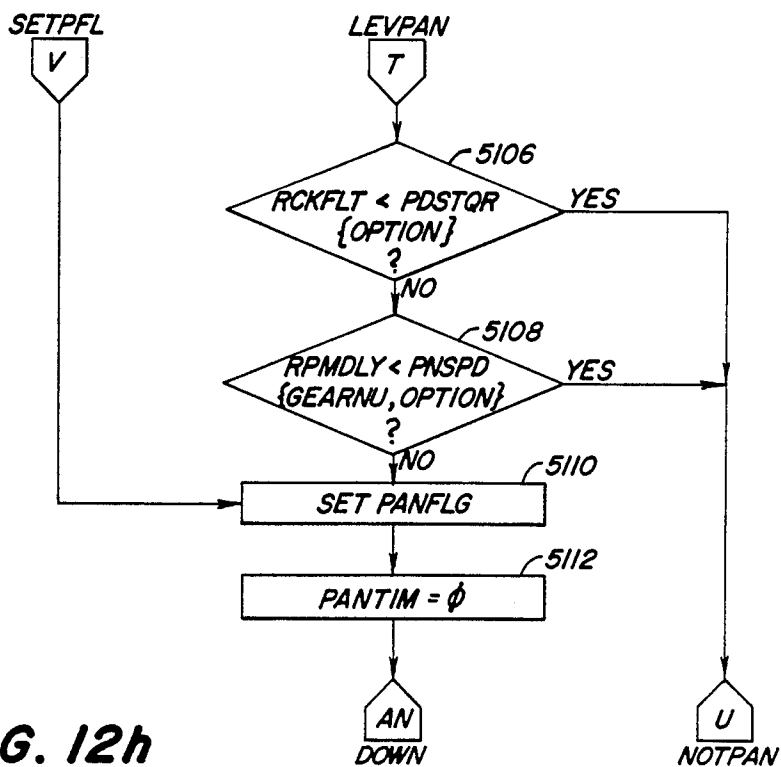 SETPFL
LEVPAN
V
T
5106
RCKFLT < PDSTQR
{OPTION}
?
YES
NO
5108
RPMDLY < PNSPD
{GEARNU, OPTION}
?
YES
NO
5110
SET PANFLG
5112
PANTIM = ϕ
AN
U
DOWN
NOTPAN
G. 12h